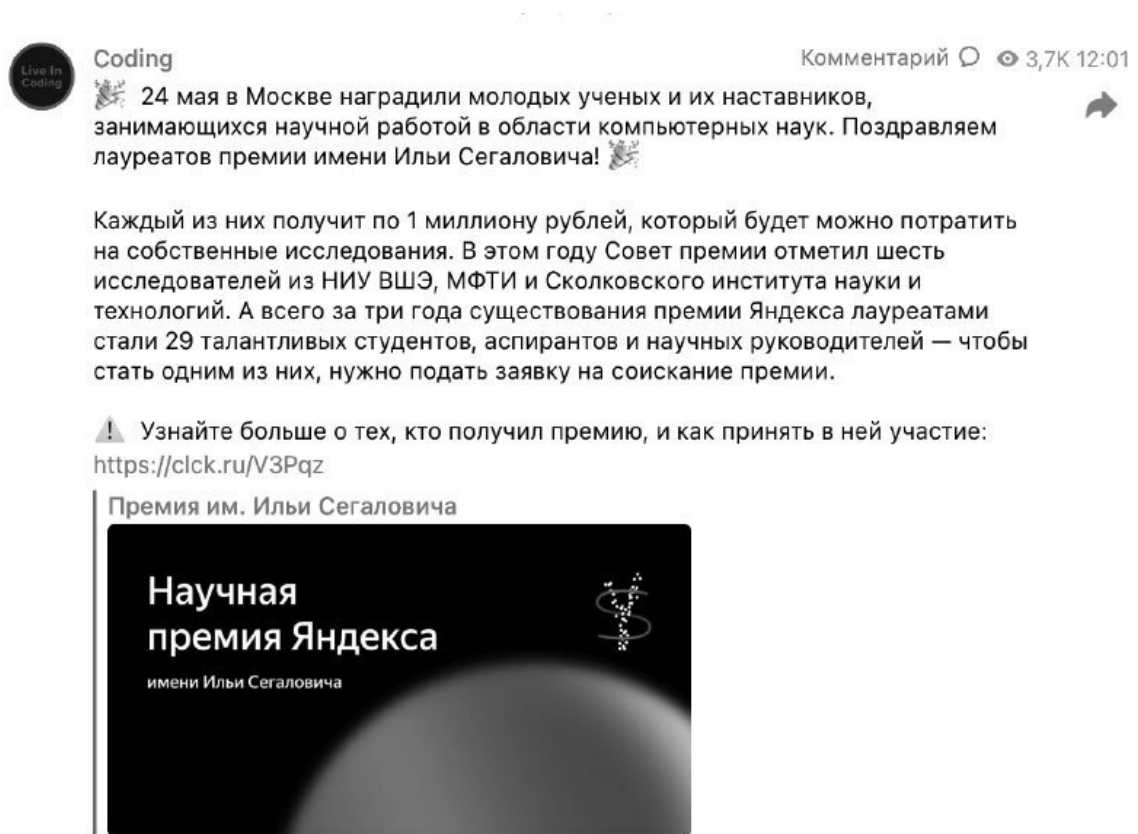 Live In
Coding
Coding
Комментарий 3,7K 12:01
24 мая в Москве наградили молодых ученых и их наставников,
занимающихся научной работой в области компьютерных наук. Поздравляем
лауреатов премии имени Ильи Сегаловича!
Каждый из них получит по 1 миллиону рублей, который будет можно потратить
на собственные исследования. В этом году Совет премии отметил шесть
исследователей из НИУ ВШЭ, МФТИ и Сколковского института науки и
технологий. А всего за три года существования премии Яндекса лауреатами
стали 29 талантливых студентов, аспирантов и научных руководителей — чтобы
стать одним из них, нужно подать заявку на соискание премии.
Узнайте больше о тех, кто получил премию, и как принять в ней участие:
https://clck.ru/V3Pqz
Премия им. Ильи Сегаловича
Научная
премия Яндекса
имени Ильи Сегаловича